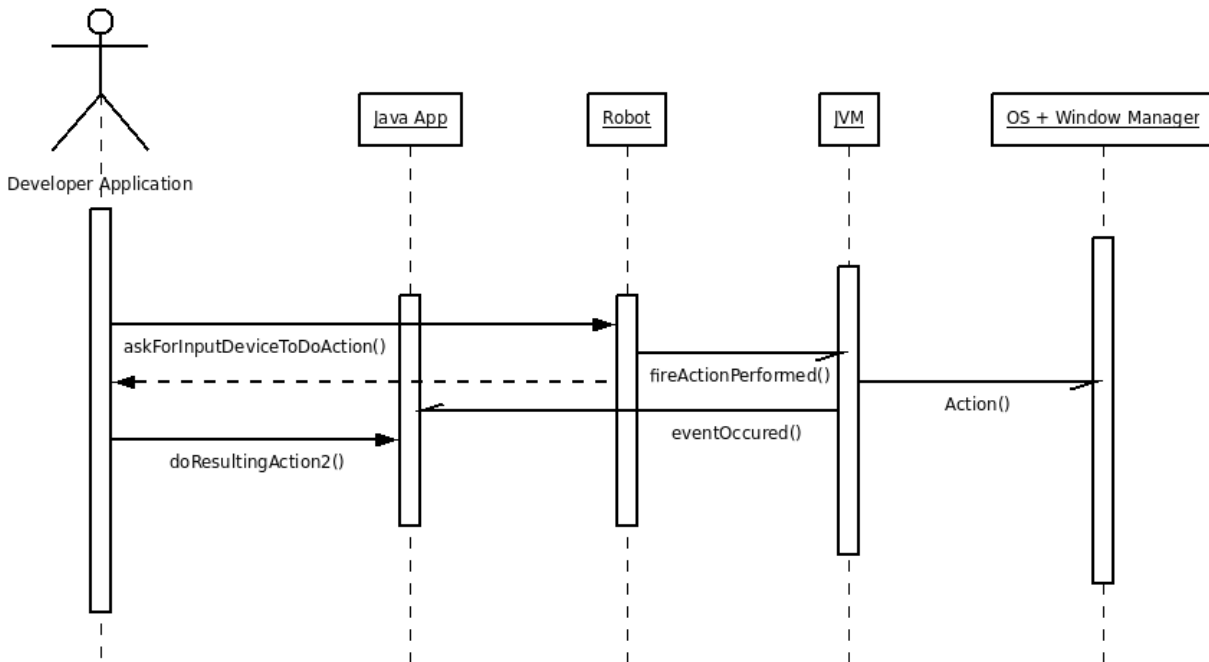 Java App
Robot
JVM
OS + Window Manager
Developer Application
askForInputDeviceToDoAction()
fireActionPerformed()
Action()
eventOccured()
doResultingAction2()